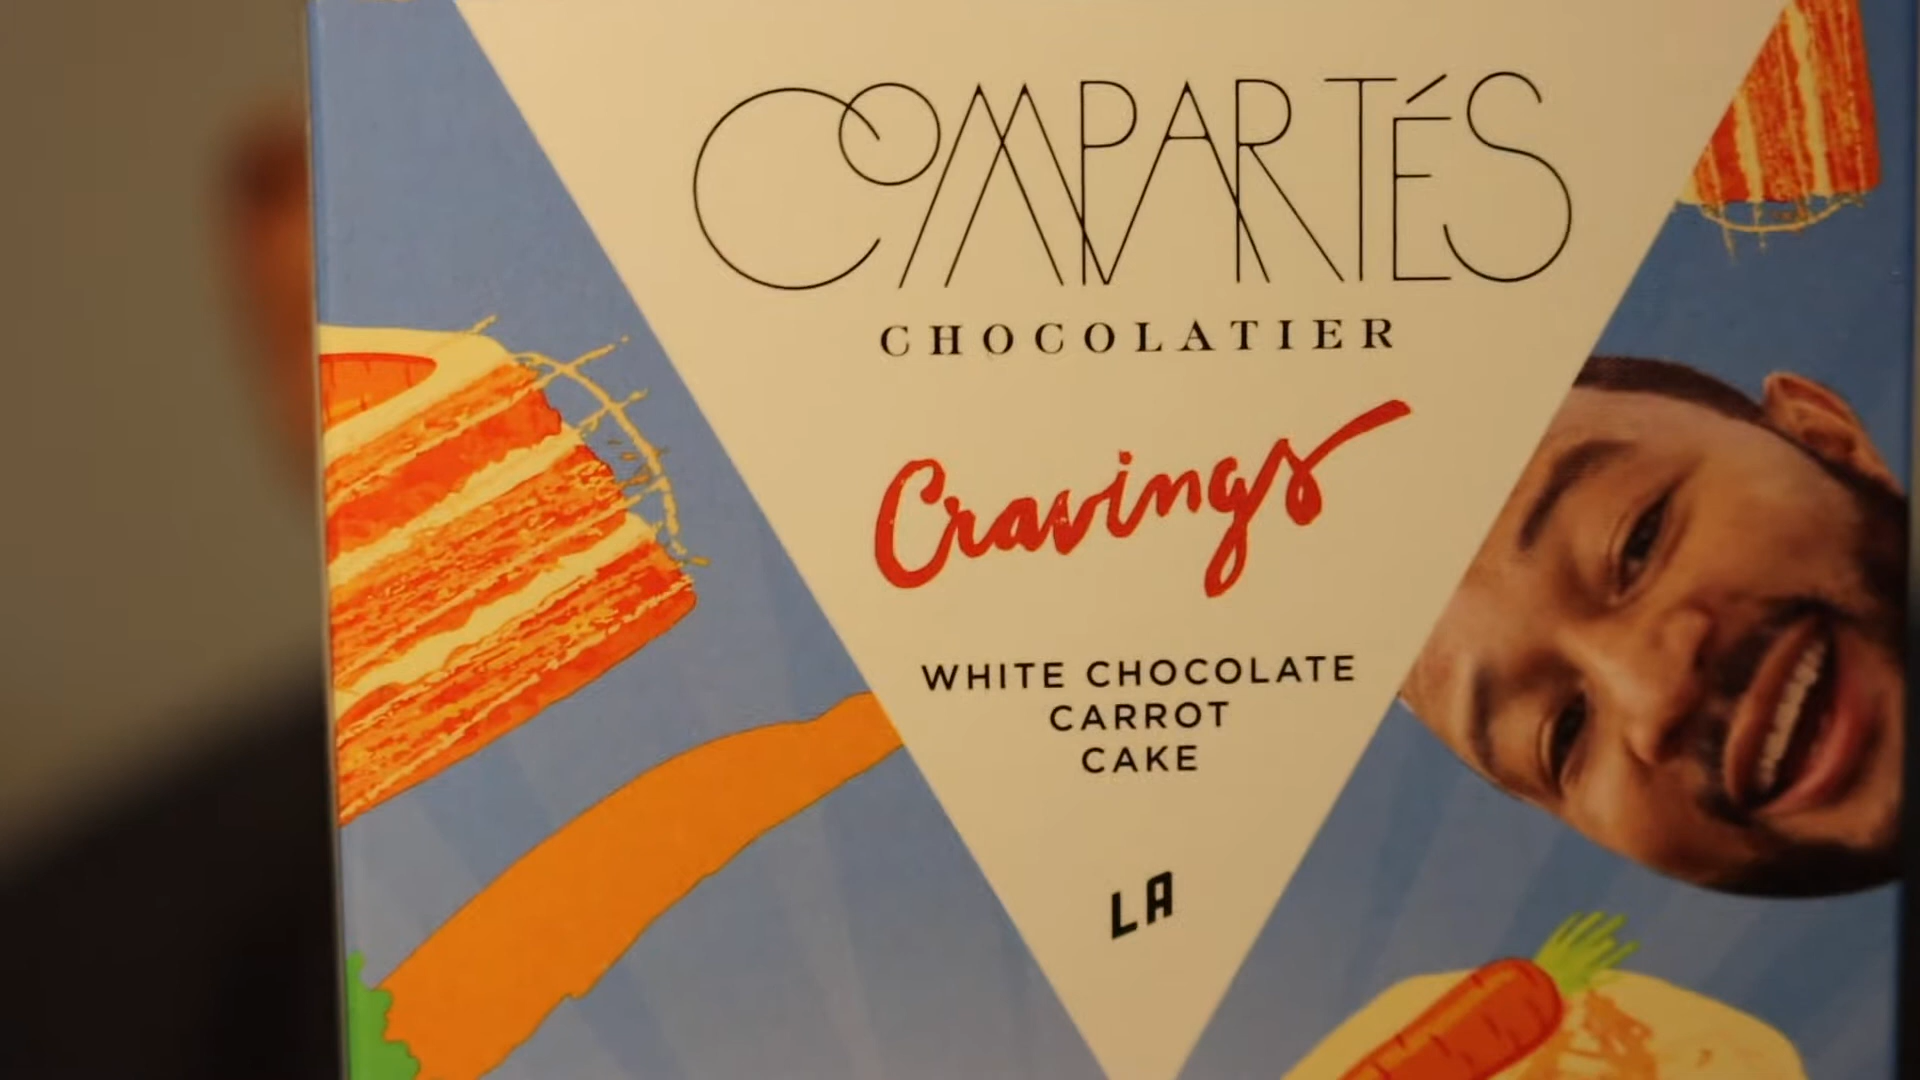 COMPARTÉS
CHOCOLATIER
Cravings
WHITE CHOCOLATE
CARROT
CAKE
LA